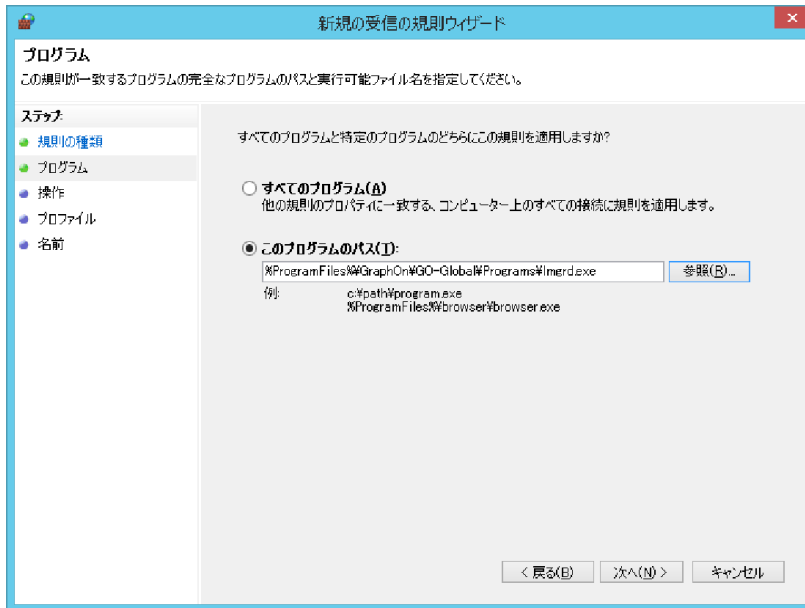 新規の受信の規則ウィザード
プログラム
この規則が一致するプログラムの完全なプログラムのパスと実行可能ファイル名を指定してください。
ステップ:
規則の種類
プログラム
操作
プロファイル
名前
すべてのプログラムと特定のプログラムのどちらにこの規則を適用しますか?
すべてのプログラム(A)
他の規則のプロパティに一致する、コンピューター上のすべての接続に規則を適用します。
このプログラムのパス(T):
%ProgramFiles%¥GraphOn¥GO-Global¥Programs¥lmgrd.exe
参照(R)...
例: c:¥path¥program.exe
%ProgramFiles%¥browser¥browser.exe
< 戻る(B)
次へ(N) >
キャンセル